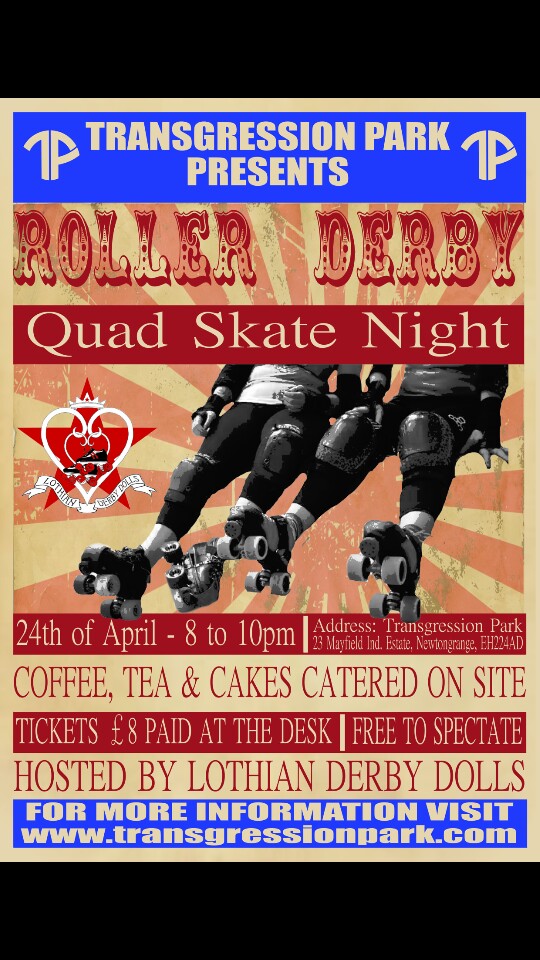 TRANSGRESSION PARK
PRESENTS
TP
TP
ROLLER DERBY
Quad Skate Night
LOTHIAN DERBY DOLLS
24th of April - 8 to 10pm
Address: Transgression Park
23 Mayfield Ind. Estate, Newtongrange, EH224AD
COFFEE, TEA & CAKES CATERED ON SITE
TICKETS £8 PAID AT THE DESK
FREE TO SPECTATE
HOSTED BY LOTHIAN DERBY DOLLS
FOR MORE INFORMATION VISIT
www.transgressionpark.com